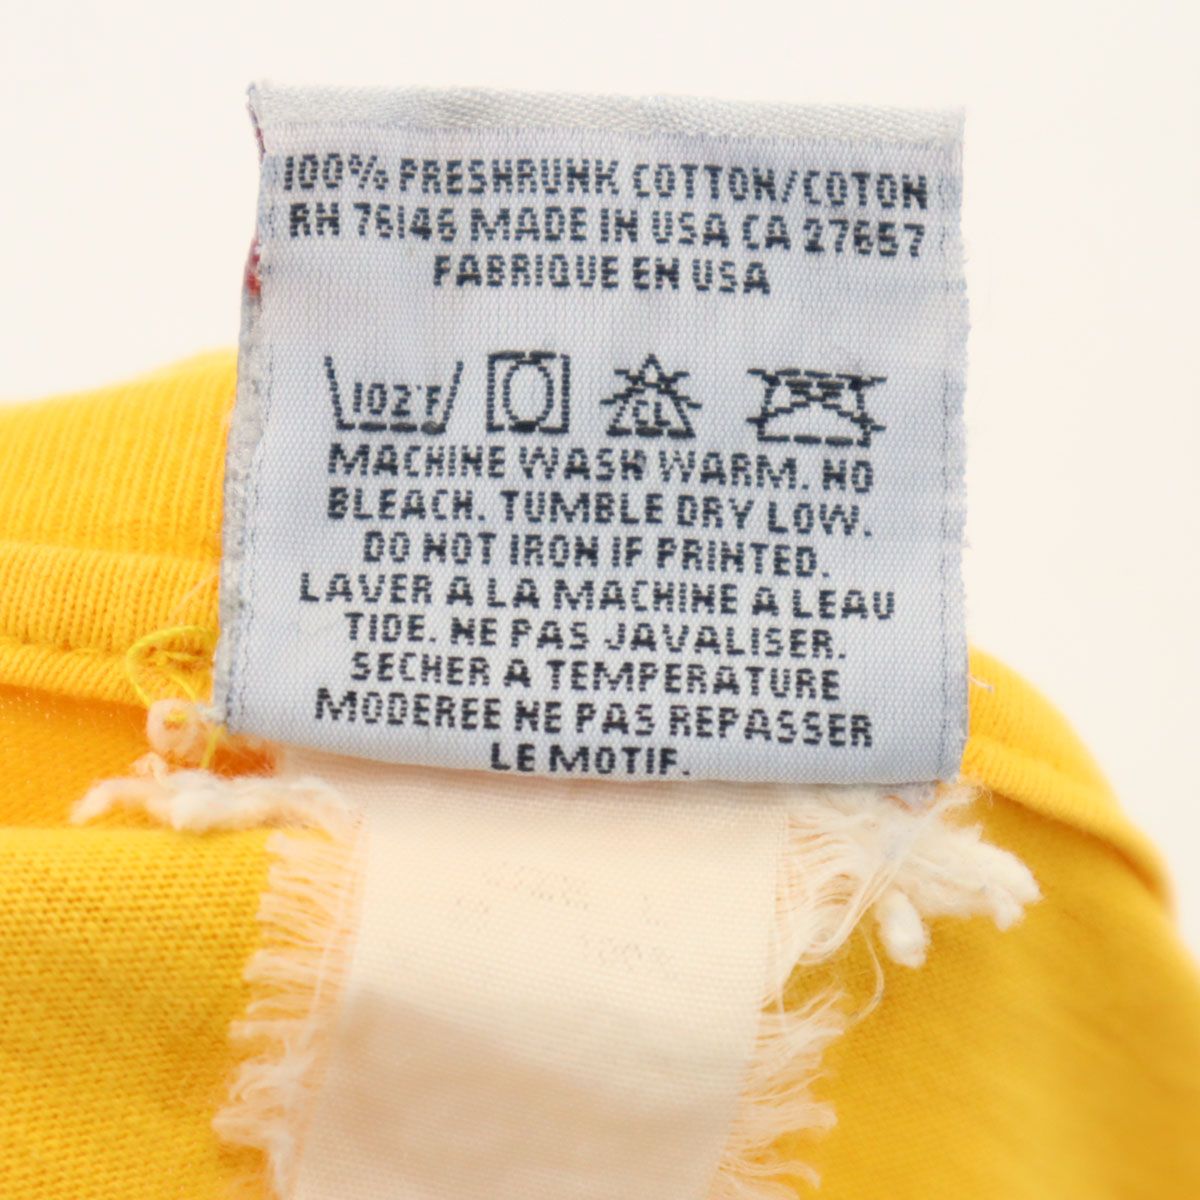 100% PRESHRUNK COTTON/COTON
RN 76146 MADE IN USA CA 27657
FABRIQUE EN USA
102°F
CL
MACHINE WASH WARM. NO
BLEACH. TUMBLE DRY LOW.
DO NOT IRON IF PRINTED.
LAVER A LA MACHINE A LEAU
TIDE. NE PAS JAVALISER.
SECHER A TEMPERATURE
MODEREE NE PAS REPASSER
LE MOTIF.